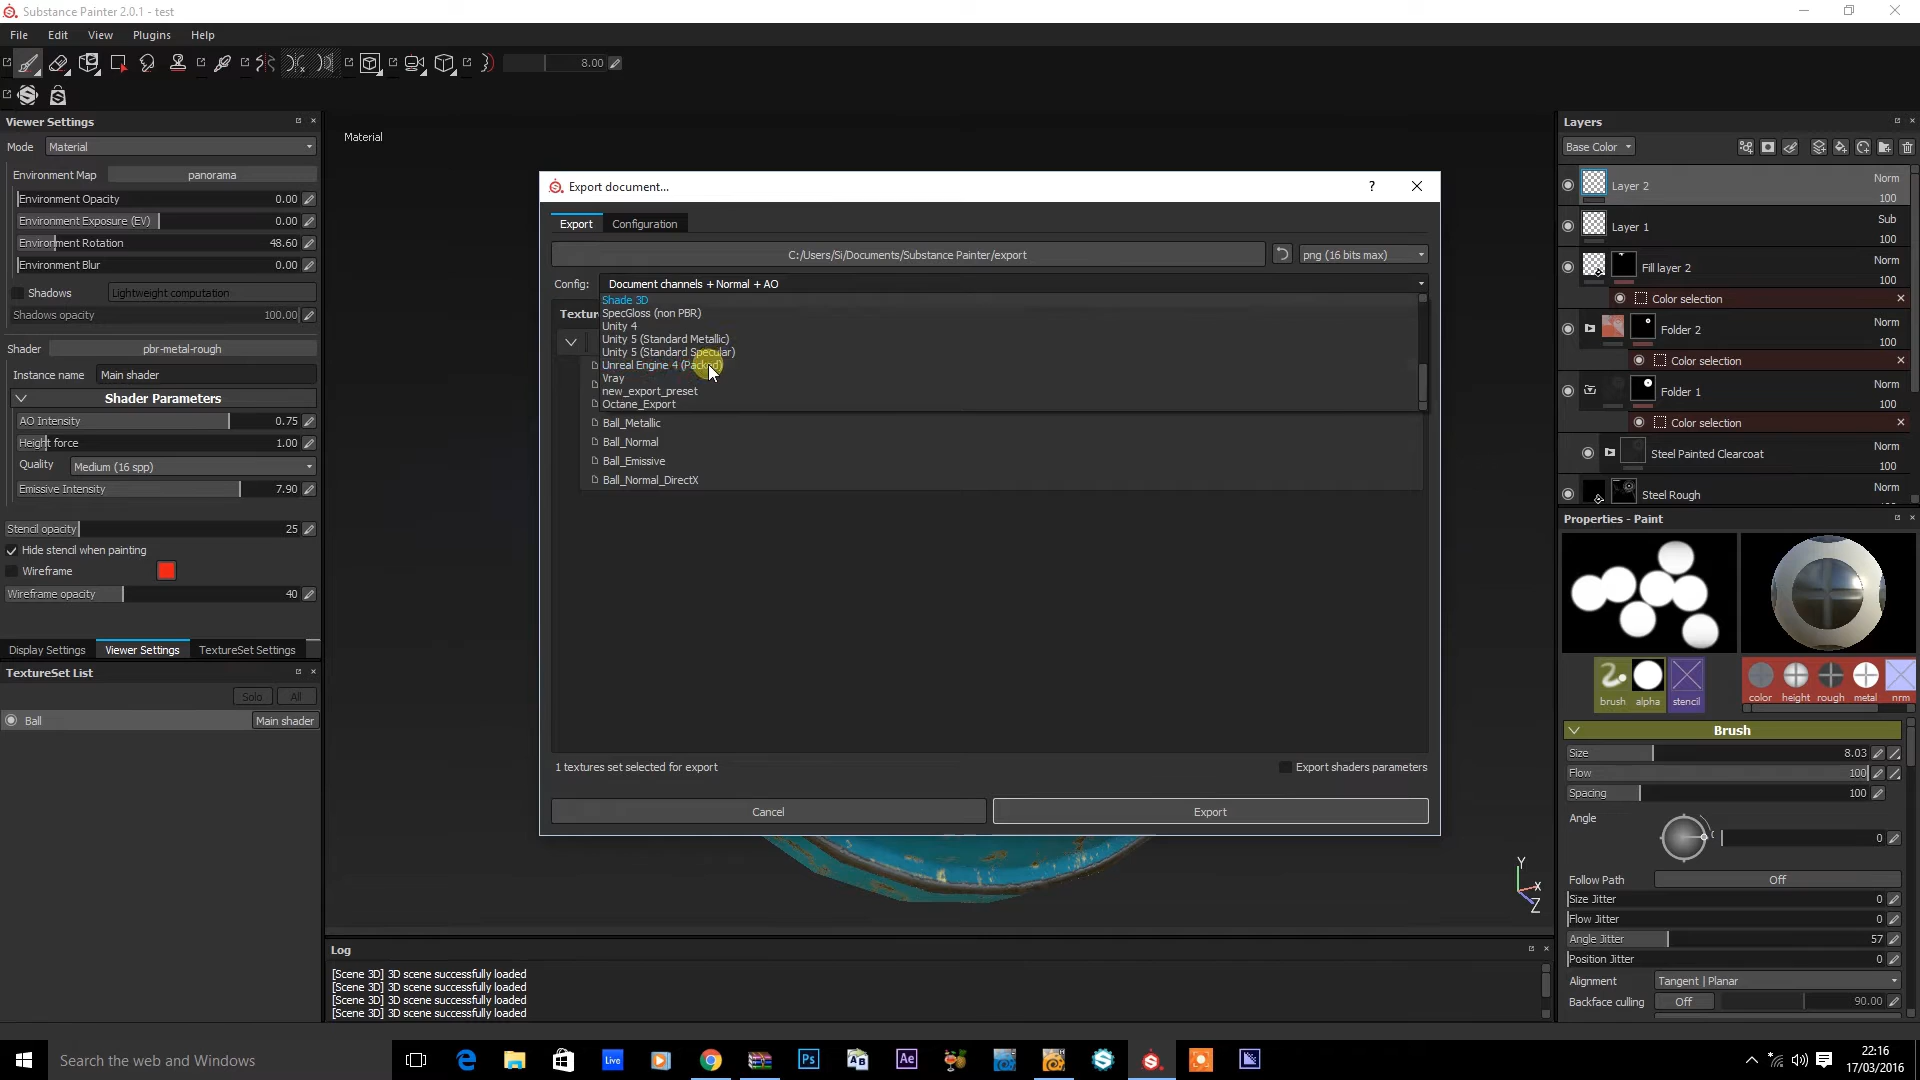 Substance Painter 2.0.1 - test
File Edit View Plugins Help
8.00
Viewer Settings
Mode Material
Environment Map panorama
Environment Opacity 0.00
Environment Exposure (EV) 0.00
Environment Rotation 48.60
Environment Blur 0.00
Shadows Lightweight computation
Shadows opacity 100.00
Shader pbr-metal-rough
Instance name Main shader
Shader Parameters
AO Intensity 0.75
Height force 1.00
Quality Medium (16 spp)
Emissive Intensity 7.90
Stencil opacity 25
Hide stencil when painting
Wireframe
Wireframe opacity 40
Display Settings Viewer Settings TextureSet Settings
TextureSet List
Solo All
Ball Main shader
Material
Export document...
?
Export Configuration
C:/Users/Si/Documents/Substance Painter/export png (16 bits max)
Config: Document channels + Normal + AO
Shade 3D
SpecGloss (non PBR)
Unity 4
Unity 5 (Standard Metallic)
Unity 5 (Standard Specular)
Unreal Engine 4 (Packed)
Vray
new_export_preset
Octane_Export
Ball_Metallic
Ball_Normal
Ball_Emissive
Ball_Normal_DirectX
1 textures set selected for export Export shaders parameters
Cancel Export
Y
X
Z
Log
[Scene 3D] 3D scene successfully loaded
[Scene 3D] 3D scene successfully loaded
[Scene 3D] 3D scene successfully loaded
[Scene 3D] 3D scene successfully loaded
Layers
Base Color
Layer 2 Norm 100
Layer 1 Sub 100
Fill layer 2 Norm 100
Color selection
Folder 2 Norm 100
Color selection
Folder 1 Norm 100
Color selection
Steel Painted Clearcoat Norm 100
Steel Rough Norm
Properties - Paint
brush alpha stencil color height rough metal nrm
Brush
Size 8.03
Flow 100
Spacing 100
Angle 0
Follow Path Off
Size Jitter 0
Flow Jitter 0
Angle Jitter 57
Position Jitter 0
Alignment Tangent | Planar
Backface culling Off 90.00
Search the web and Windows
Live
Ps
Ae
22:16
17/03/2016